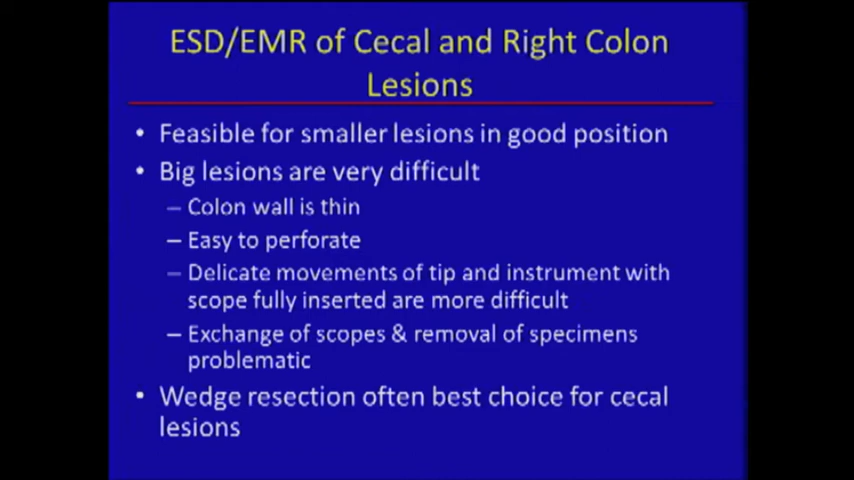 ESD/EMR of Cecal and Right Colon
Lesions
• Feasible for smaller lesions in good position
• Big lesions are very difficult
– Colon wall is thin
– Easy to perforate
– Delicate movements of tip and instrument with
scope fully inserted are more difficult
– Exchange of scopes & removal of specimens
problematic
• Wedge resection often best choice for cecal
lesions